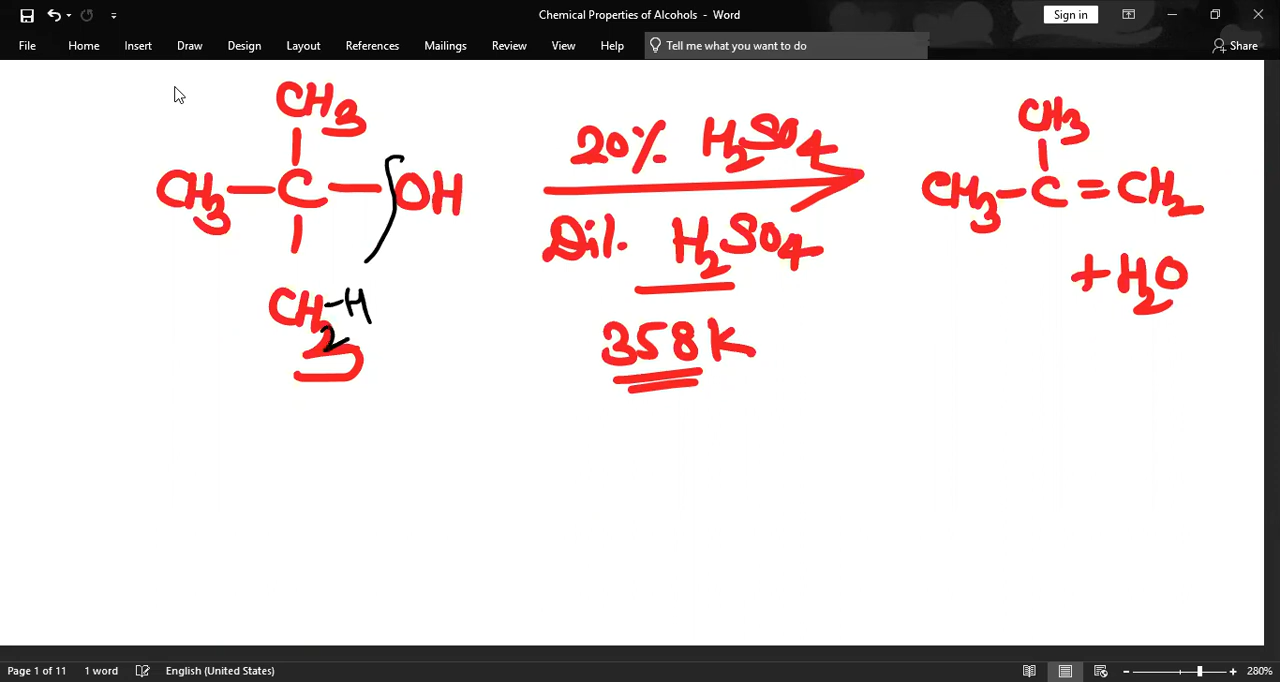 Chemical Properties of Alcohols - Word
Sign in
File Home Insert Draw Design Layout References Mailings Review View Help Tell me what you want to do Share
CH3
CH3—C—OH
CH2-H
20% H2SO4
Dil. H2SO4
358K
CH3
CH3—C=CH2
+H2O
Page 1 of 11 1 word English (United States) 280%